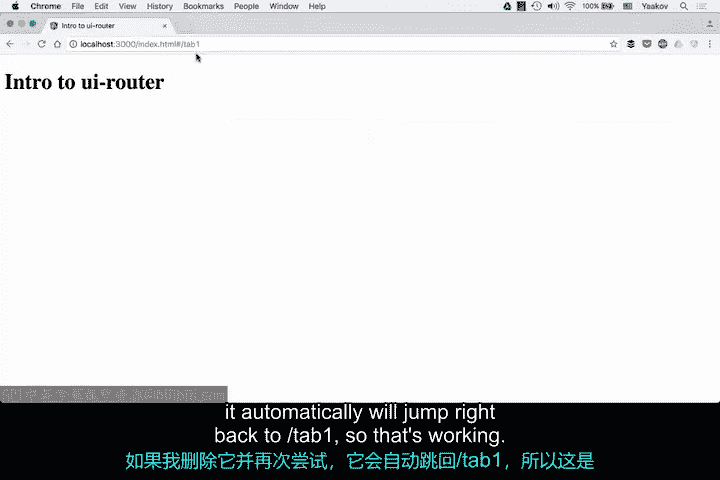 Chrome File Edit View History Bookmarks People Window Help 100% Yaakov
Intro to ui-router
localhost:3000/index.html#/tab1
Intro to ui-router
it automatically will jump right
back to /tab1, so that's working.
如果我删除它并再次尝试，它会自动跳回/tab1，所以这是